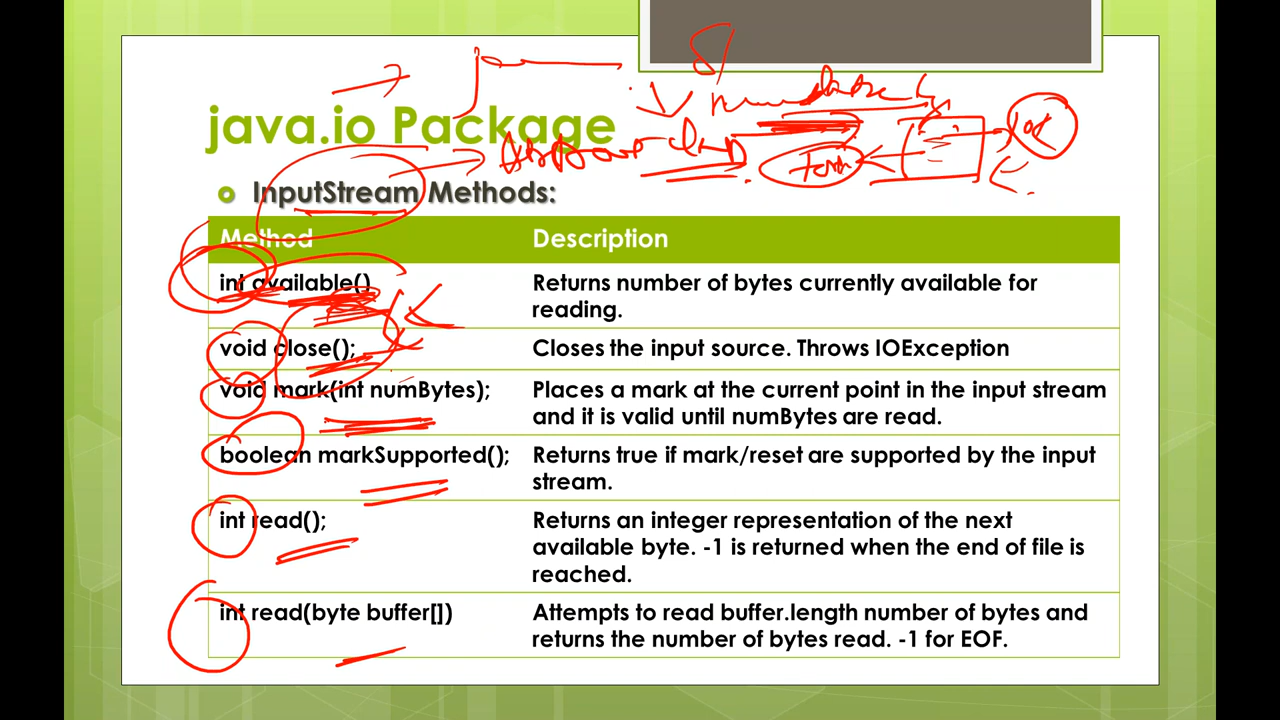 java.io Package
InputStream Methods:
Method Description
int available() Returns number of bytes currently available for
reading.
void close(); Closes the input source. Throws IOException
void mark(int numBytes); Places a mark at the current point in the input stream
and it is valid until numBytes are read.
boolean markSupported(); Returns true if mark/reset are supported by the input
stream.
int read(); Returns an integer representation of the next
available byte. -1 is returned when the end of file is
reached.
int read(byte buffer[]) Attempts to read buffer.length number of bytes and
returns the number of bytes read. -1 for EOF.